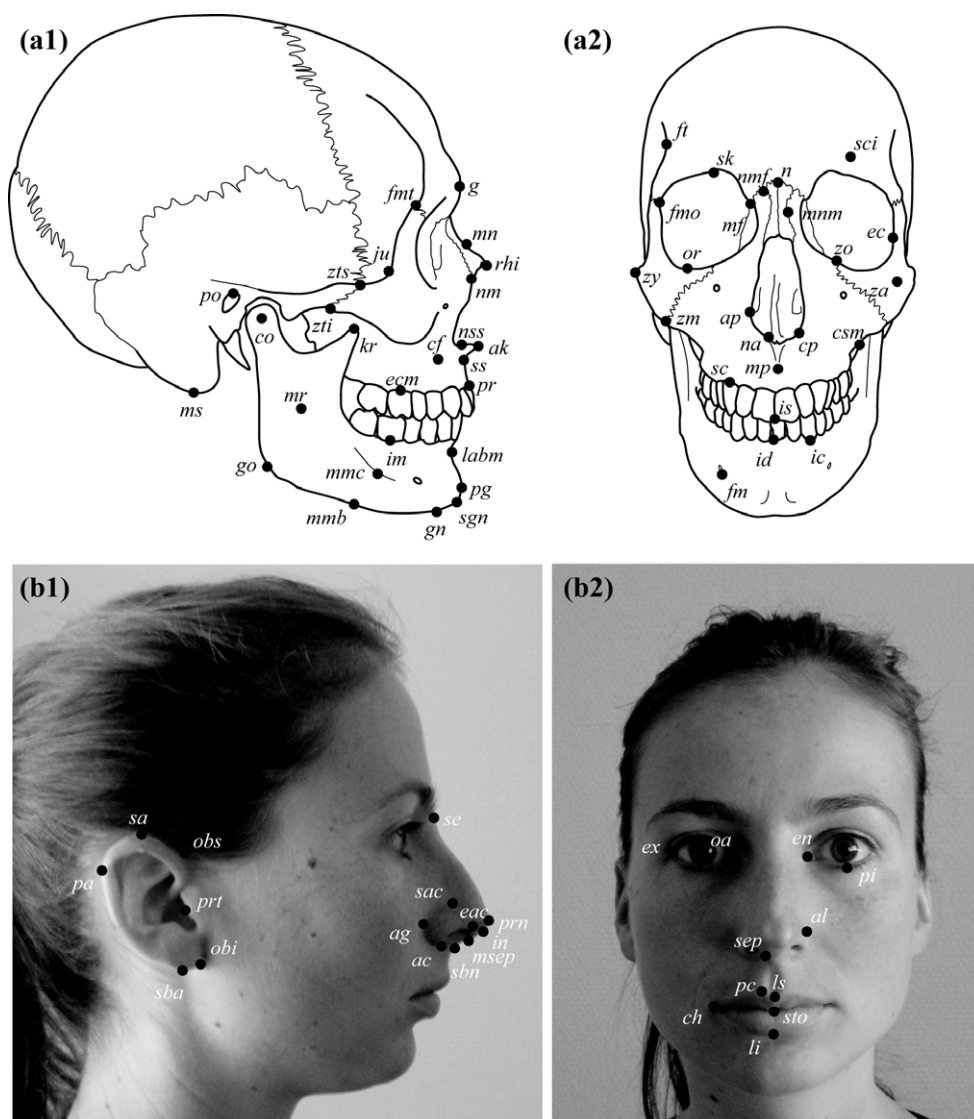 (a1)
(a2)
ft
sci
sk
n
nmf
fmt
g
fmo
mf
mnm
ec
mn
ju
rhi
or
zo
zts
nm
zy
za
po
ap
zm
co
zti
kr
nss
ak
cf
na
cp
csm
ss
mp
ecm
pr
sc
ms
mr
is
im
labm
id
ic
go
mmc
pg
fm
mmb
gn
sgn
(b1)
(b2)
sa
se
obs
ex
oa
en
pa
pi
sac
prt
eac
prn
al
ag
in
obi
ac
msep
sep
sbn
sba
pc
ls
ch
sto
li